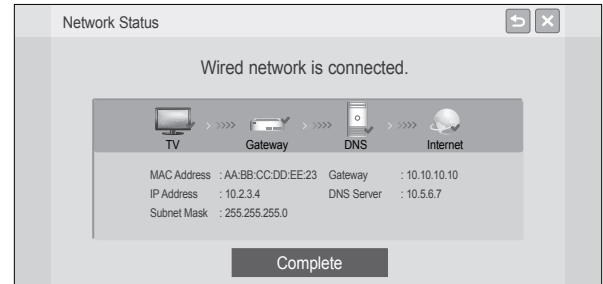 Network Status
Wired network is connected.
TV Gateway DNS Internet
MAC Address : AA:BB:CC:DD:EE:23 Gateway : 10.10.10.10
IP Address : 10.2.3.4 DNS Server : 10.5.6.7
Subnet Mask : 255.255.255.0
Complete